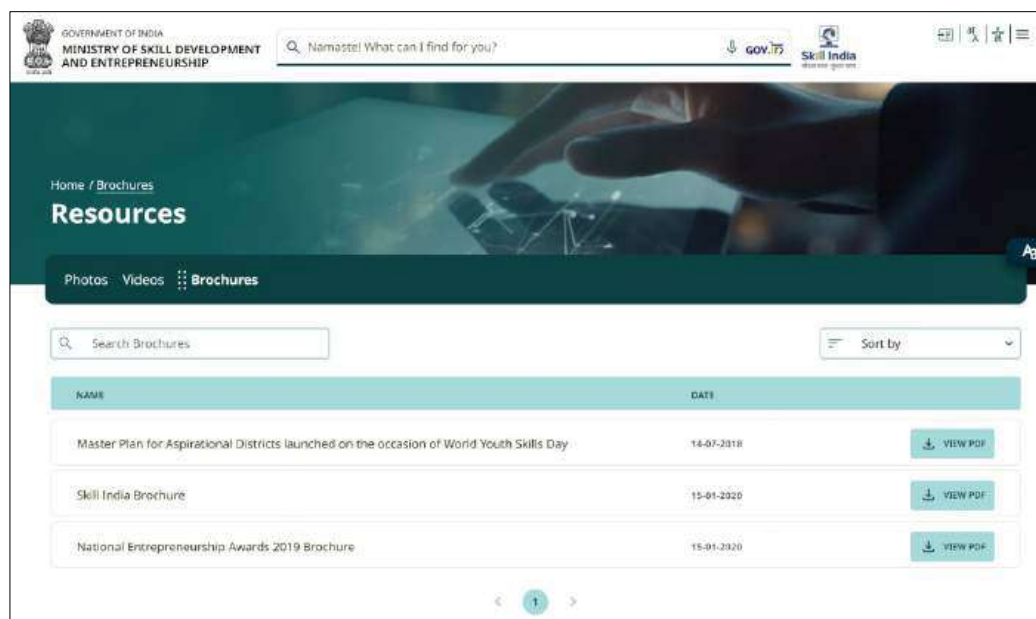 GOVERNMENT OF INDIA
MINISTRY OF SKILL DEVELOPMENT
AND ENTREPRENEURSHIP
Namaste! What can I find for you?
GOV.
Skill India
Home / Brochures
Resources
Photos Videos Brochures
Search Brochures
Sort by
NAME DATE
Master Plan for Aspirational Districts launched on the occasion of World Youth Skills Day 14-07-2018 VIEW PDF
Skill India Brochure 15-01-2020 VIEW PDF
National Entrepreneurship Awards 2019 Brochure 15-01-2020 VIEW PDF
1